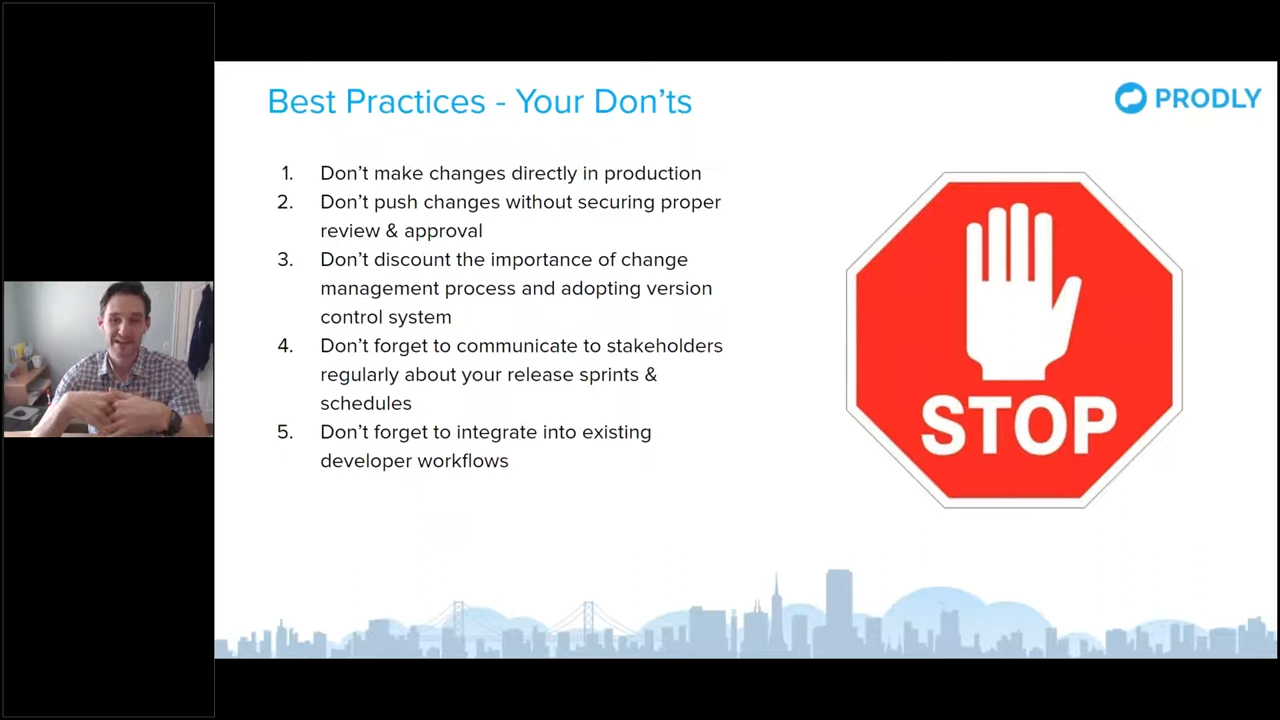 Best Practices - Your Don'ts
PRODLY
1. Don't make changes directly in production
2. Don't push changes without securing proper
review & approval
3. Don't discount the importance of change
management process and adopting version
control system
4. Don't forget to communicate to stakeholders
regularly about your release sprints &
schedules
5. Don't forget to integrate into existing
developer workflows
STOP